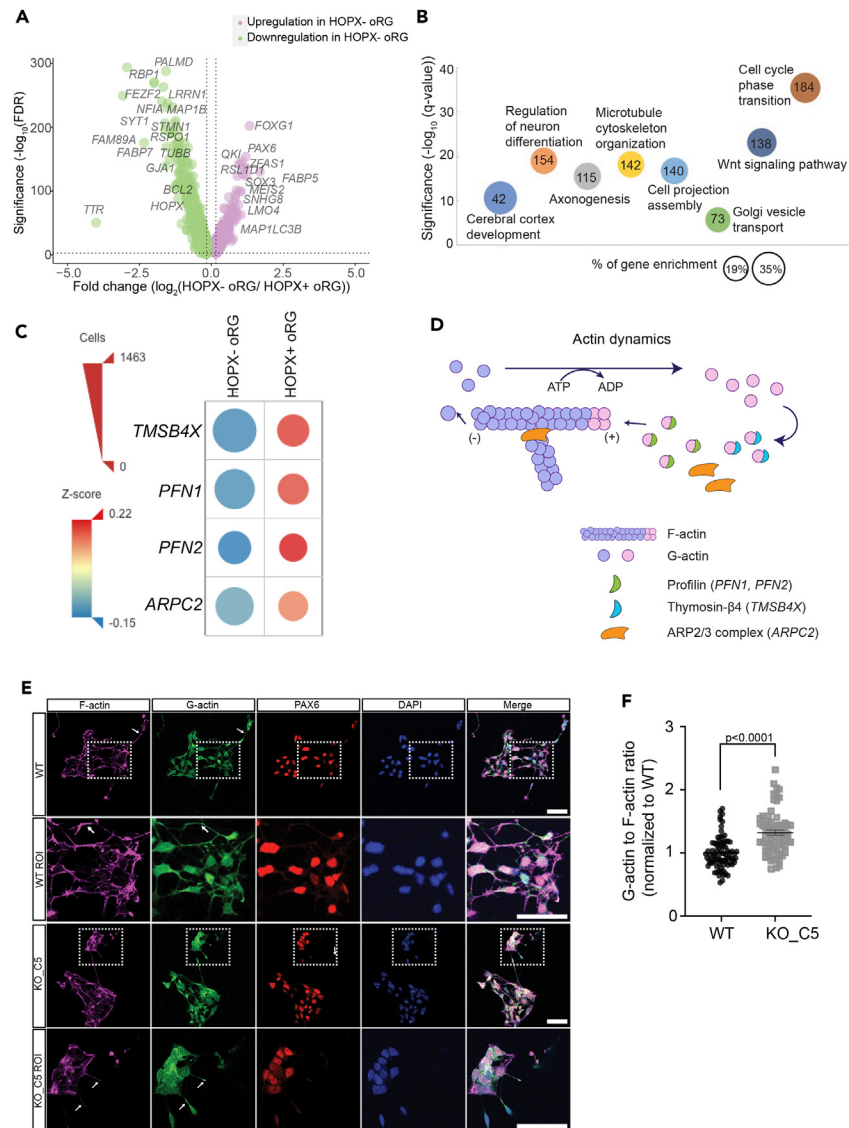 A
Upregulation in HOPX- oRG
Downregulation in HOPX- oRG
Significance (-log10(FDR)
300
200
100
0
PALMD
RBP1
FEZF2 LRRN1
NFIA MAP1B
SYT1
STMN1
FAM89A
RSPO1
FABP7 TUBB
GJA1
BCL2
HOPX
TTR
FOXG1
PAX6
QKI
ZFAS1
RSL1D1
FABP5
SOX3
MEIS2
SNHG8
LMO4
MAP1LC3B
-5.0
-2.5
0.0
2.5
5.0
Fold change (log2(HOPX- oRG/ HOPX+ oRG))
B
Significance (-log10 (q-value))
40
30
20
10
0
Cell cycle
phase
transition
184
Regulation
of neuron
differentiation
154
Microtubule
cytoskeleton
organization
142
138
Wnt signaling pathway
115
Axonogenesis
140
Cell projection
assembly
42
Cerebral cortex
development
73
Golgi vesicle
transport
% of gene enrichment
19%
35%
C
Cells
1463
0
Z-score
0.22
-0.15
HOPX- oRG
HOPX+ oRG
TMSB4X
PFN1
PFN2
ARPC2
D
Actin dynamics
ATP
ADP
(-)
(+)
F-actin
G-actin
Profilin (PFN1, PFN2)
Thymosin-β4 (TMSB4X)
ARP2/3 complex (ARPC2)
E
F-actin
G-actin
PAX6
DAPI
Merge
WT
WT ROI
KO_C5
KO_C5 ROI
F
G-actin to F-actin ratio
(normalized to WT)
3
2
1
0
p<0.0001
WT
KO_C5